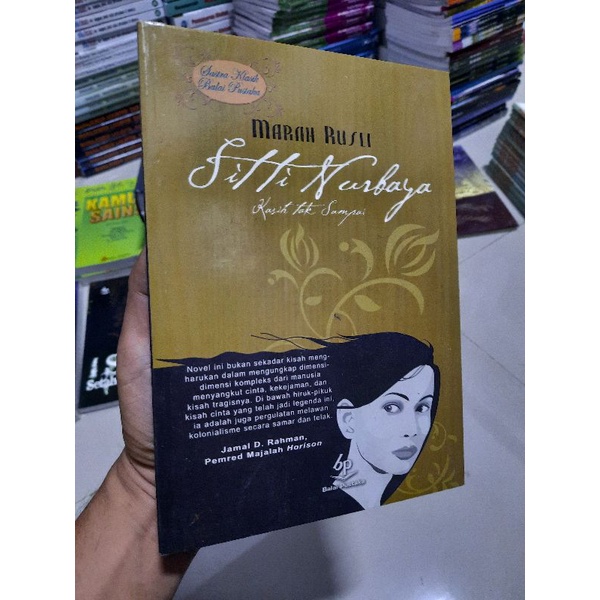 Sastra Klasik
Balai Pustaka
MARAH RUSLI
Sitti Nurbaya
Kasih tak Sampai
Novel ini bukan sekadar kisah meng-
harukan dalam mengungkap dimensi-
dimensi kompleks dari manusia
menyangkut cinta, kekejaman, dan
kisah tragisnya. Di bawah hiruk-pikuk
kisah cinta yang telah jadi legenda ini,
ia adalah juga pergulatan melawan
kolonialisme secara samar dan telak.
Jamal D. Rahman,
Pemred Majalah Horison
bp
Balai Pustaka
KAMU
SAIN